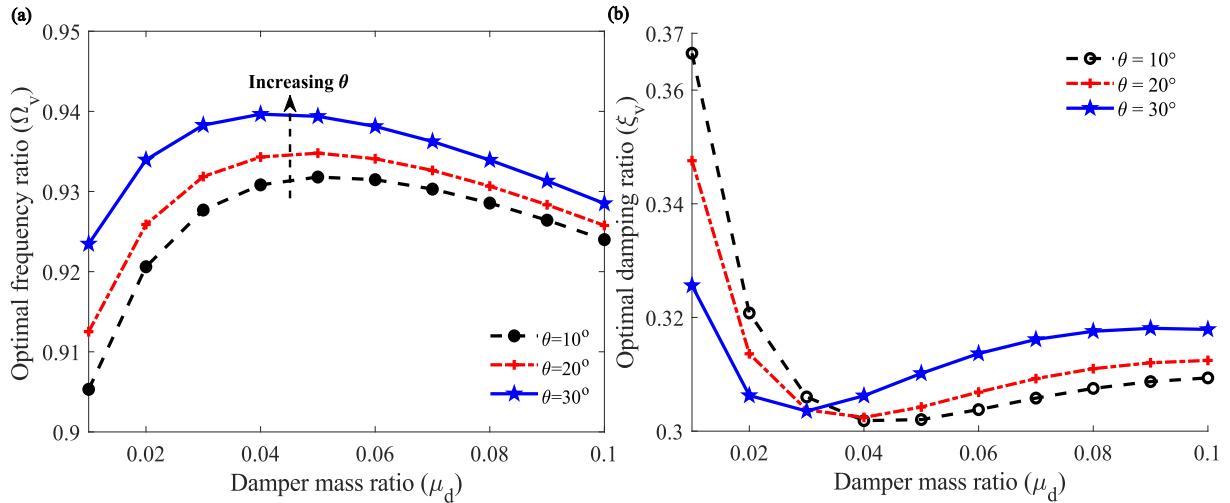 (a)
Optimal frequency ratio (Ωv)
0.95
0.94
0.93
0.92
0.91
0.9
Increasing θ
θ=10°
θ=20°
θ=30°
0.02
0.04
0.06
0.08
0.1
Damper mass ratio (μd)
(b)
Optimal damping ratio (ξv)
0.37
0.36
0.34
0.32
0.3
θ = 10°
θ = 20°
θ = 30°
0.02
0.04
0.06
0.08
0.1
Damper mass ratio (μd)